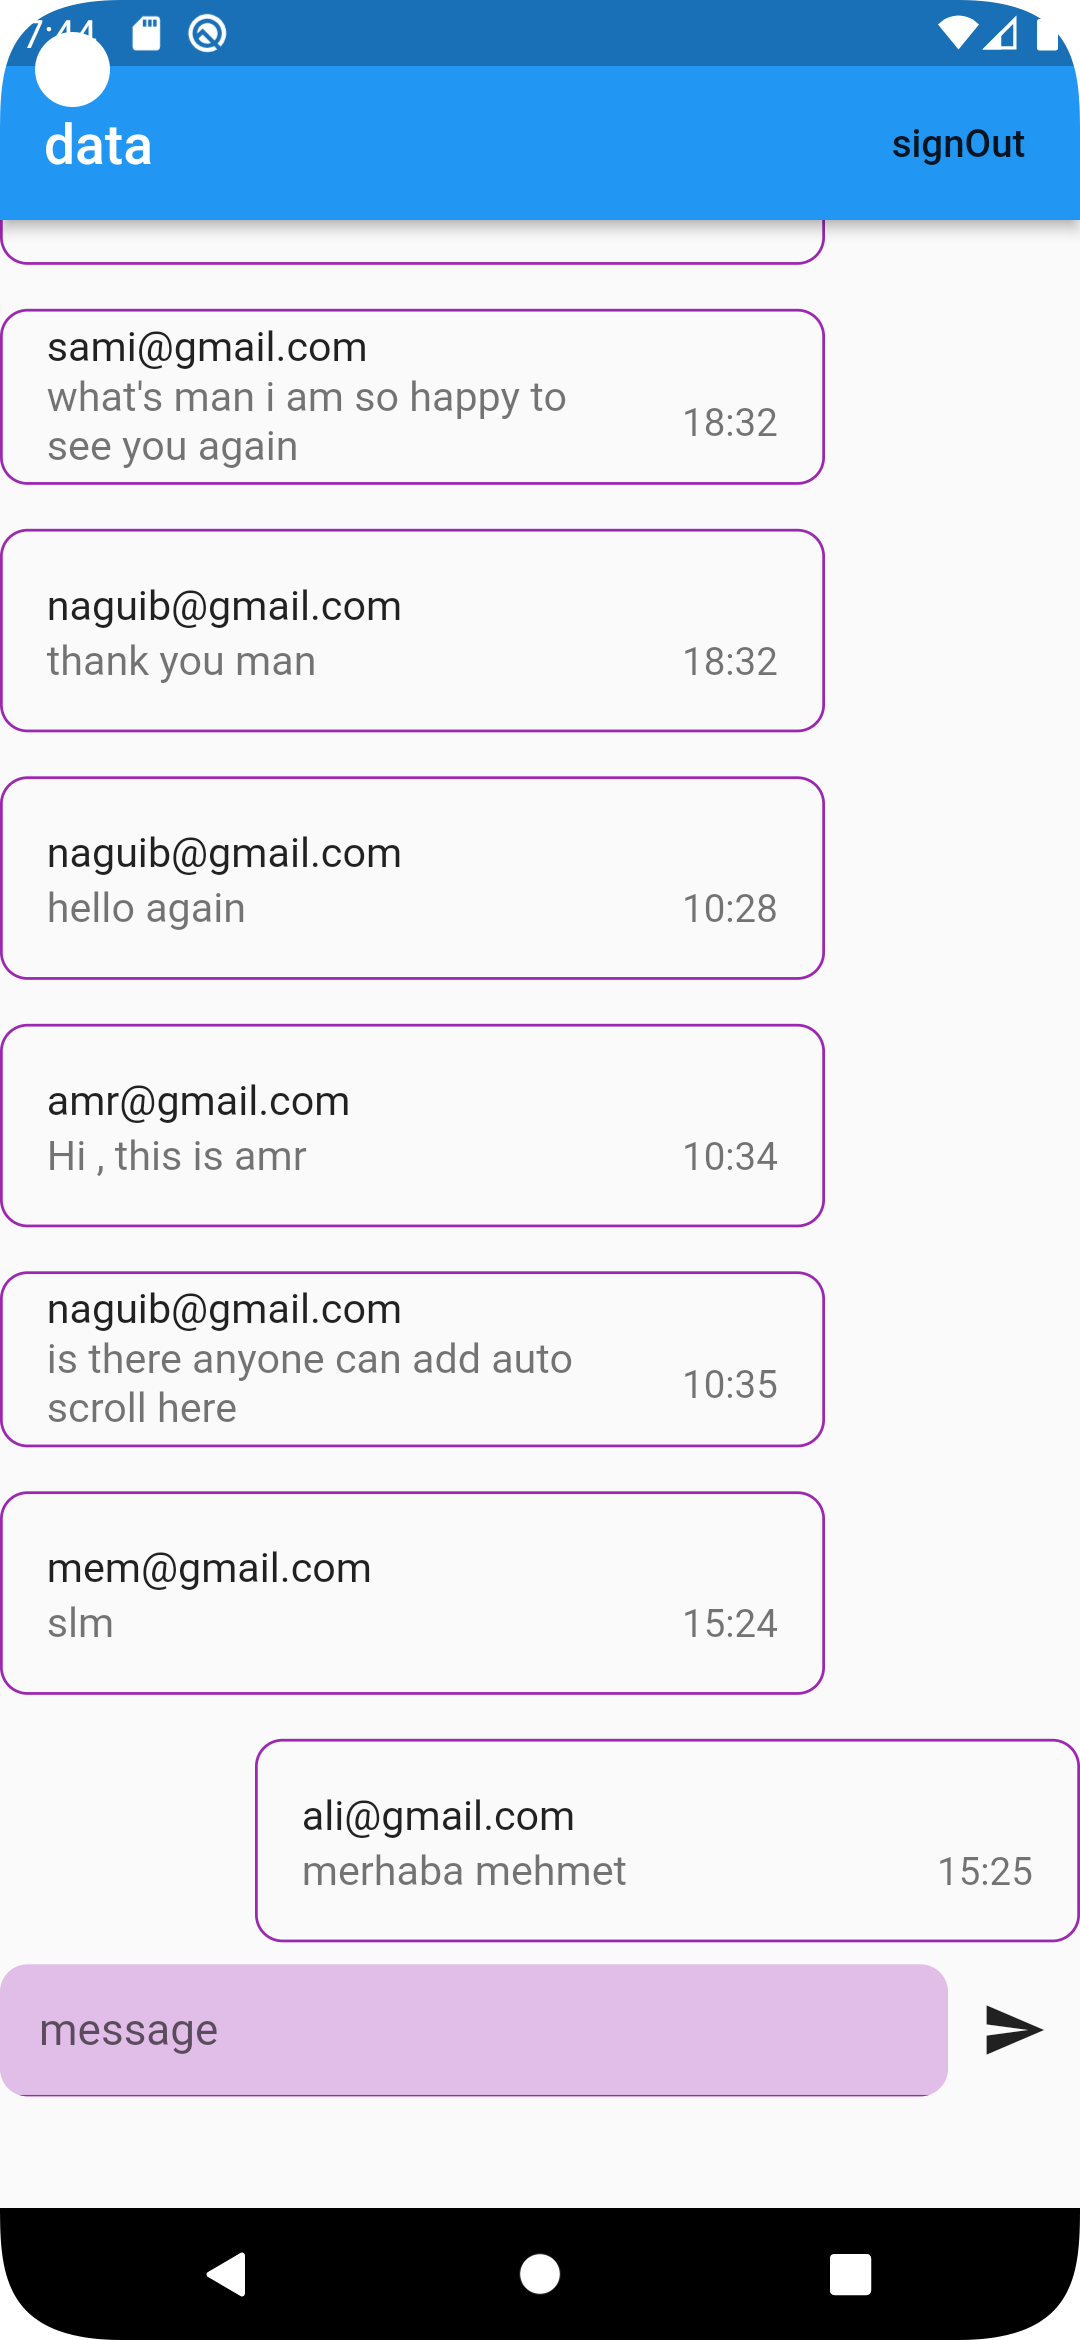 7:44
data
signOut
sami@gmail.com
what's man i am so happy to
see you again
18:32
naguib@gmail.com
thank you man
18:32
naguib@gmail.com
hello again
10:28
amr@gmail.com
Hi , this is amr
10:34
naguib@gmail.com
is there anyone can add auto
scroll here
10:35
mem@gmail.com
slm
15:24
ali@gmail.com
merhaba mehmet
15:25
message